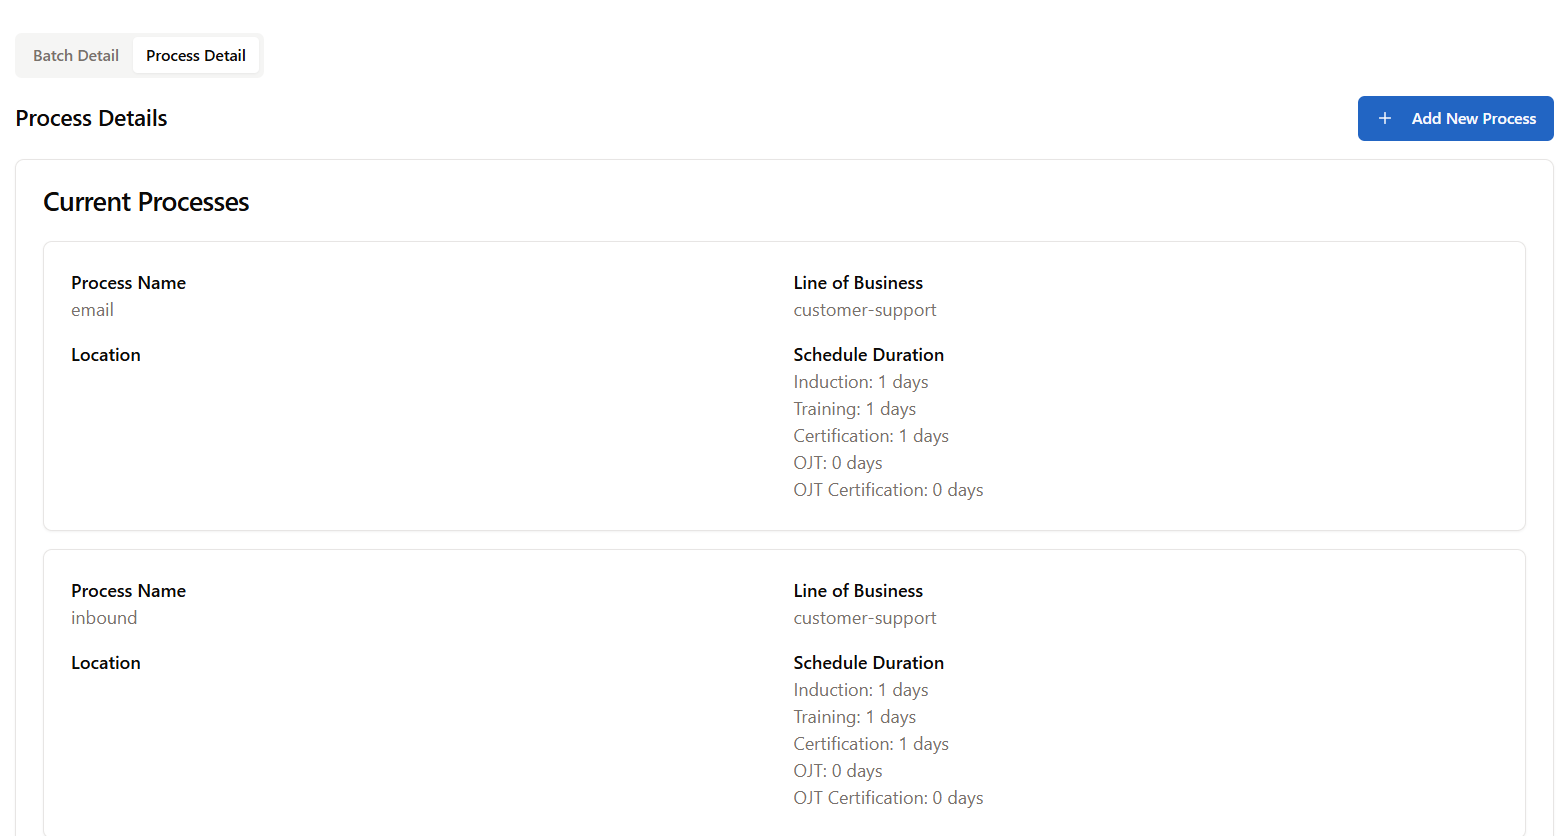 Batch Detail
Process Detail
Process Details
+ Add New Process
Current Processes
Process Name
email
Line of Business
customer-support
Location
Schedule Duration
Induction: 1 days
Training: 1 days
Certification: 1 days
OJT: 0 days
OJT Certification: 0 days
Process Name
inbound
Line of Business
customer-support
Location
Schedule Duration
Induction: 1 days
Training: 1 days
Certification: 1 days
OJT: 0 days
OJT Certification: 0 days